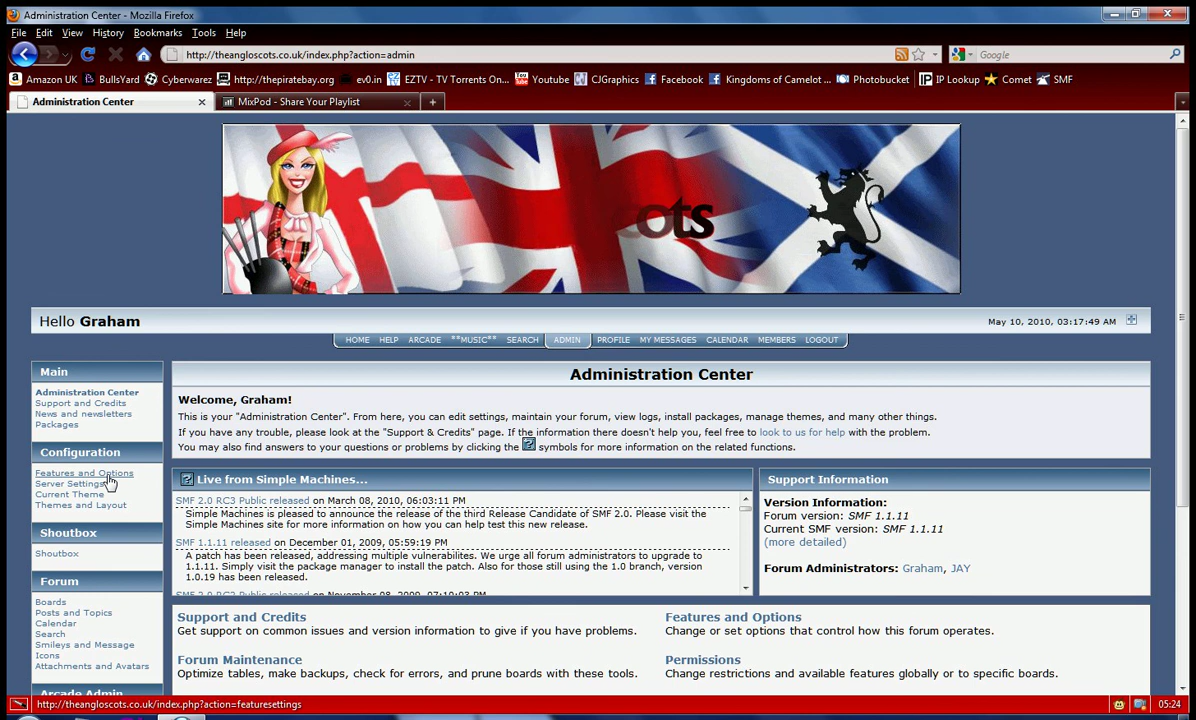 Administration Center - Mozilla Firefox
File Edit View History Bookmarks Tools Help
http://theangloscots.co.uk/index.php?action=admin
Google
Amazon UK BullsYard Cyberwarez http://thepiratebay.org ev0.in EZTV - TV Torrents On... Youtube CJGraphics Facebook Kingdoms of Camelot ... Photobucket IP Lookup Comet SMF
Administration Center MixPod - Share Your Playlist
cots
Hello Graham
May 10, 2010, 03:17:49 AM
HOME HELP ARCADE **MUSIC** SEARCH ADMIN PROFILE MY MESSAGES CALENDAR MEMBERS LOGOUT
Main
Administration Center
Support and Credits
News and newsletters
Packages
Configuration
Features and Options
Server Settings
Current Theme
Themes and Layout
Shoutbox
Shoutbox
Forum
Boards
Posts and Topics
Calendar
Search
Smileys and Message
Icons
Attachments and Avatars
Arcade Admin
Administration Center
Welcome, Graham!
This is your "Administration Center". From here, you can edit settings, maintain your forum, view logs, install packages, manage themes, and many other things.
If you have any trouble, please look at the "Support & Credits" page. If the information there doesn't help you, feel free to look to us for help with the problem.
You may also find answers to your questions or problems by clicking the ? symbols for more information on the related functions.
? Live from Simple Machines...
SMF 2.0 RC3 Public released on March 08, 2010, 06:03:11 PM
Simple Machines is pleased to announce the release of the third Release Candidate of SMF 2.0. Please visit the
Simple Machines site for more information on how you can help test this new release.
SMF 1.1.11 released on December 01, 2009, 05:59:19 PM
A patch has been released, addressing multiple vulnerabilites. We urge all forum administrators to upgrade to
1.1.11. Simply visit the package manager to install the patch. Also for those still using the 1.0 branch, version
1.0.19 has been released.
SMF 2.0 RC2 Public released on November 08, 2009, 07:10:03 PM
Support Information
Version Information:
Forum version: SMF 1.1.11
Current SMF version: SMF 1.1.11
(more detailed)
Forum Administrators: Graham, JAY
Support and Credits
Get support on common issues and version information to give if you have problems.
Features and Options
Change or set options that control how this forum operates.
Forum Maintenance
Optimize tables, make backups, check for errors, and prune boards with these tools.
Permissions
Change restrictions and available features globally or to specific boards.
http://theangloscots.co.uk/index.php?action=featuresettings
05:24